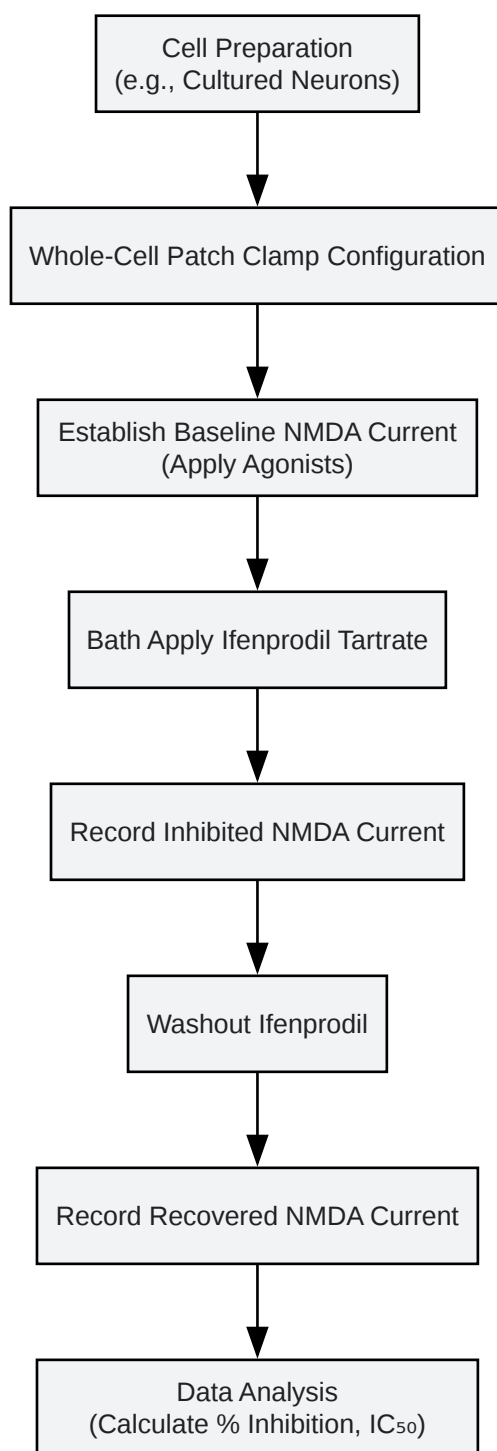 Cell Preparation
(e.g., Cultured Neurons)
Whole-Cell Patch Clamp Configuration
Establish Baseline NMDA Current
(Apply Agonists)
Bath Apply Ifenprodil Tartrate
Record Inhibited NMDA Current
Washout Ifenprodil
Record Recovered NMDA Current
Data Analysis
(Calculate % Inhibition, IC₅₀)